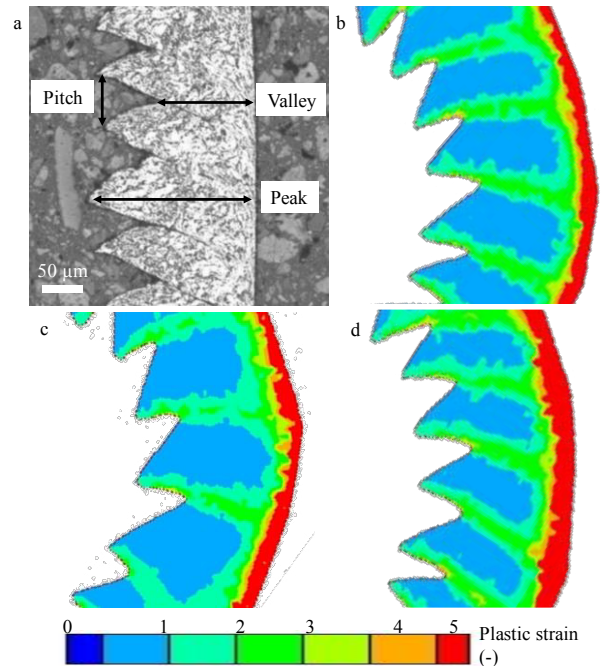 a
b
Pitch
Valley
Peak
50 µm
c
d
0 1 2 3 4 5
Plastic strain
(-)